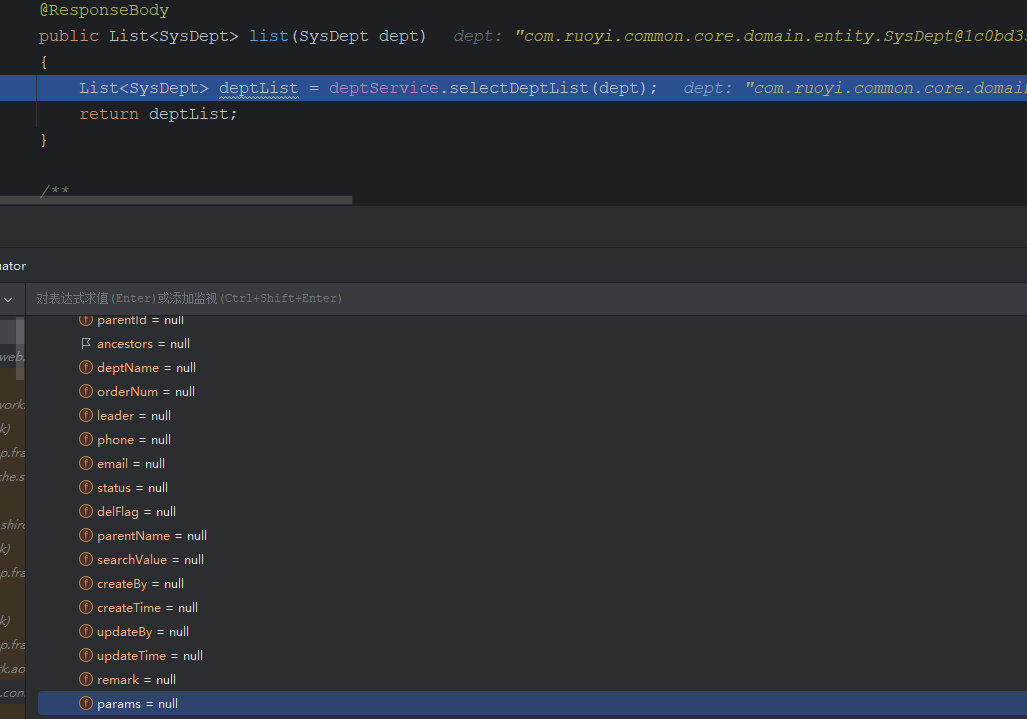 @ResponseBody
public List<SysDept> list(SysDept dept) dept: "com.ruoyi.common.core.domain.entity.SysDept@1c0bd3
{
List<SysDept> deptList = deptService.selectDeptList(dept); dept: "com.ruoyi.common.core.domain
return deptList;
}
/**
uator
对表达式求值(Enter)或添加监视(Ctrl+Shift+Enter)
parentId = null
ancestors = null
web.
deptName = null
orderNum = null
work.
leader = null
k)
phone = null
p.fra
email = null
che.s
status = null
delFlag = null
.shiro
parentName = null
k)
searchValue = null
p.fra
createBy = null
createTime = null
k)
updateBy = null
p.fra
updateTime = null
rk.ao
remark = null
.con
params = null